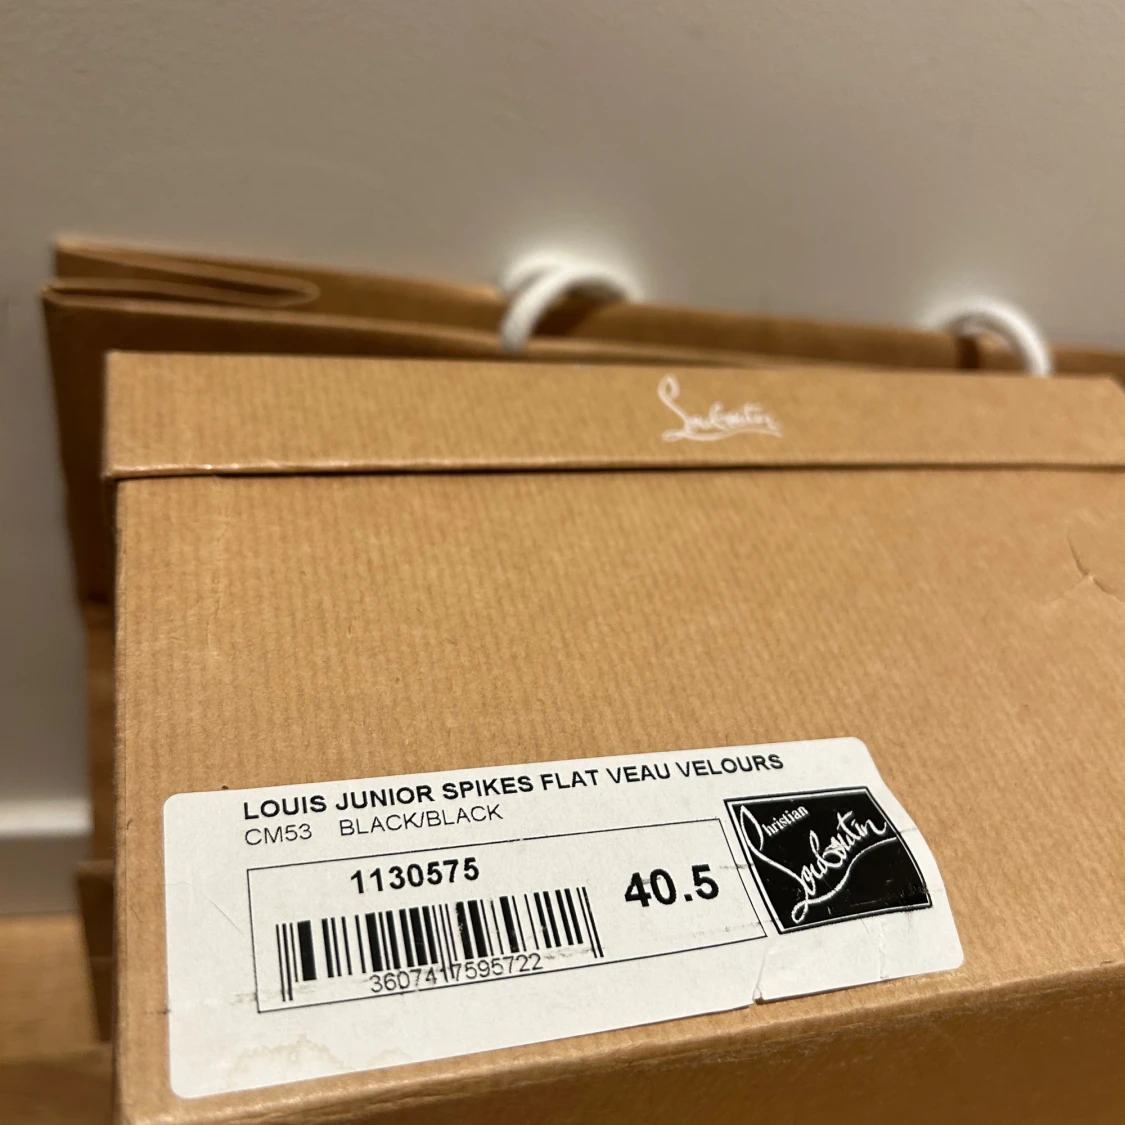 Louboutin
LOUIS JUNIOR SPIKES FLAT VEAU VELOURS
CM53 BLACK/BLACK
1130575
40.5
3607417595722
Christian
Louboutin